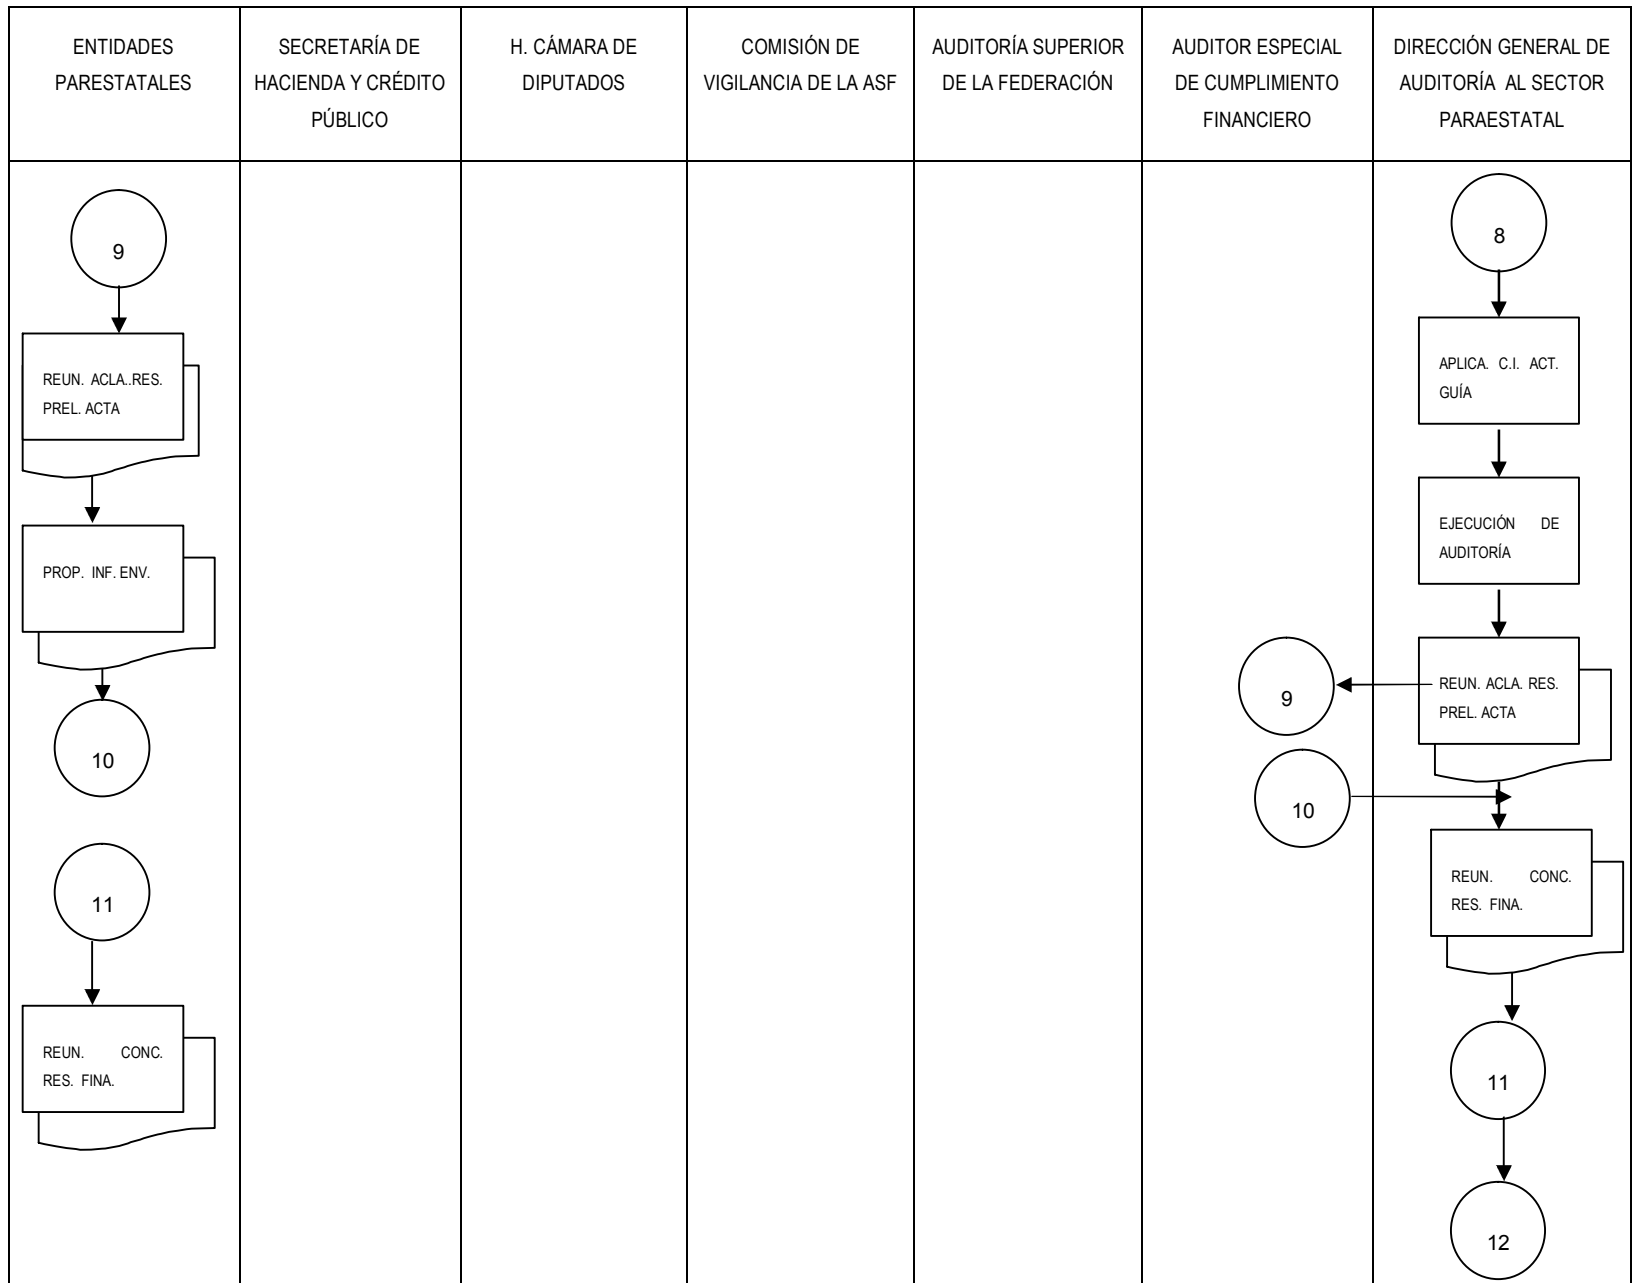 ENTIDADES
PARESTATALES
SECRETARÍA DE
HACIENDA Y CRÉDITO
PÚBLICO
H. CÁMARA DE
DIPUTADOS
COMISIÓN DE
VIGILANCIA DE LA ASF
AUDITORÍA SUPERIOR
DE LA FEDERACIÓN
AUDITOR ESPECIAL
DE CUMPLIMIENTO
FINANCIERO
DIRECCIÓN GENERAL DE
AUDITORÍA AL SECTOR
PARAESTATAL
9
REUN. ACLA..RES.
PREL. ACTA
PROP. INF. ENV.
10
11
REUN. CONC.
RES. FINA.
9
10
8
APLICA. C.I. ACT.
GUÍA
EJECUCIÓN DE
AUDITORÍA
REUN. ACLA. RES.
PREL. ACTA
REUN. CONC.
RES. FINA.
11
12